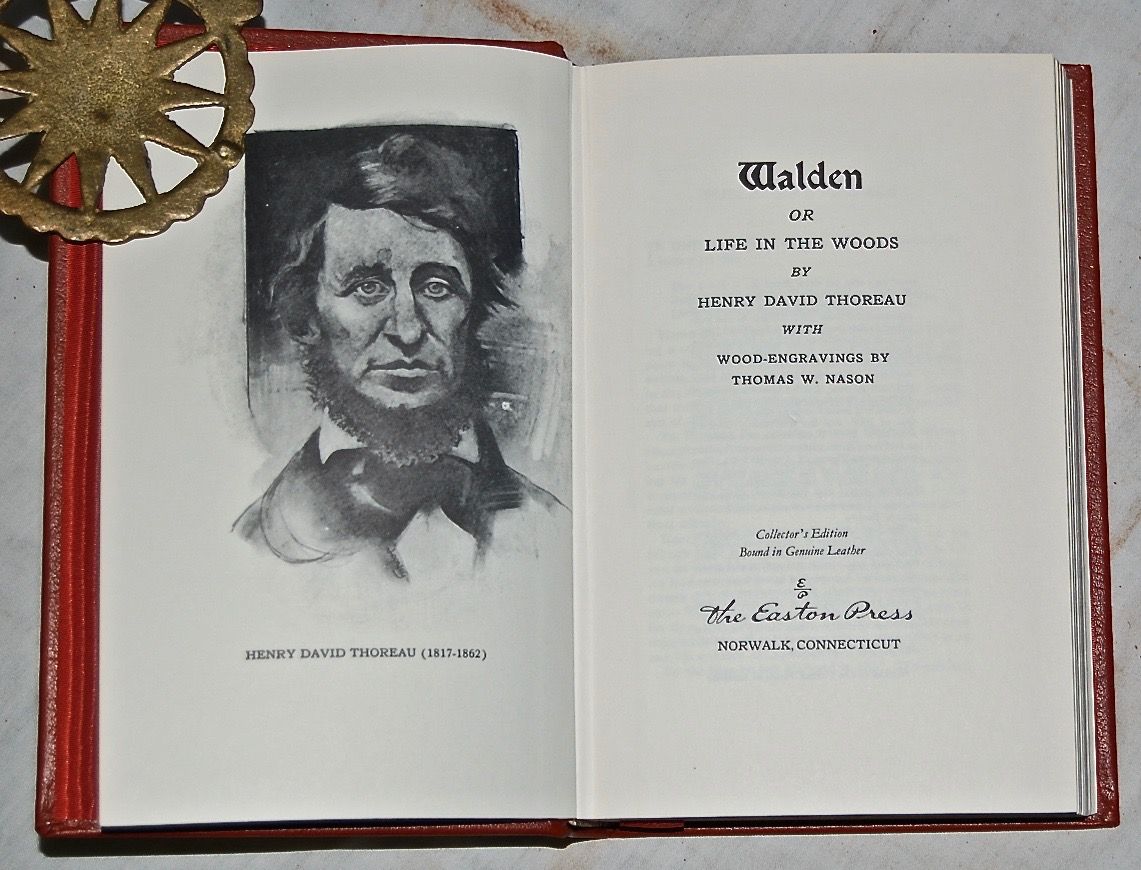 HENRY DAVID THOREAU (1817-1862)
Walden
OR
LIFE IN THE WOODS
BY
HENRY DAVID THOREAU
WITH
WOOD-ENGRAVINGS BY
THOMAS W. NASON
Collector's Edition
Bound in Genuine Leather
E
P
The Easton Press
NORWALK, CONNECTICUT